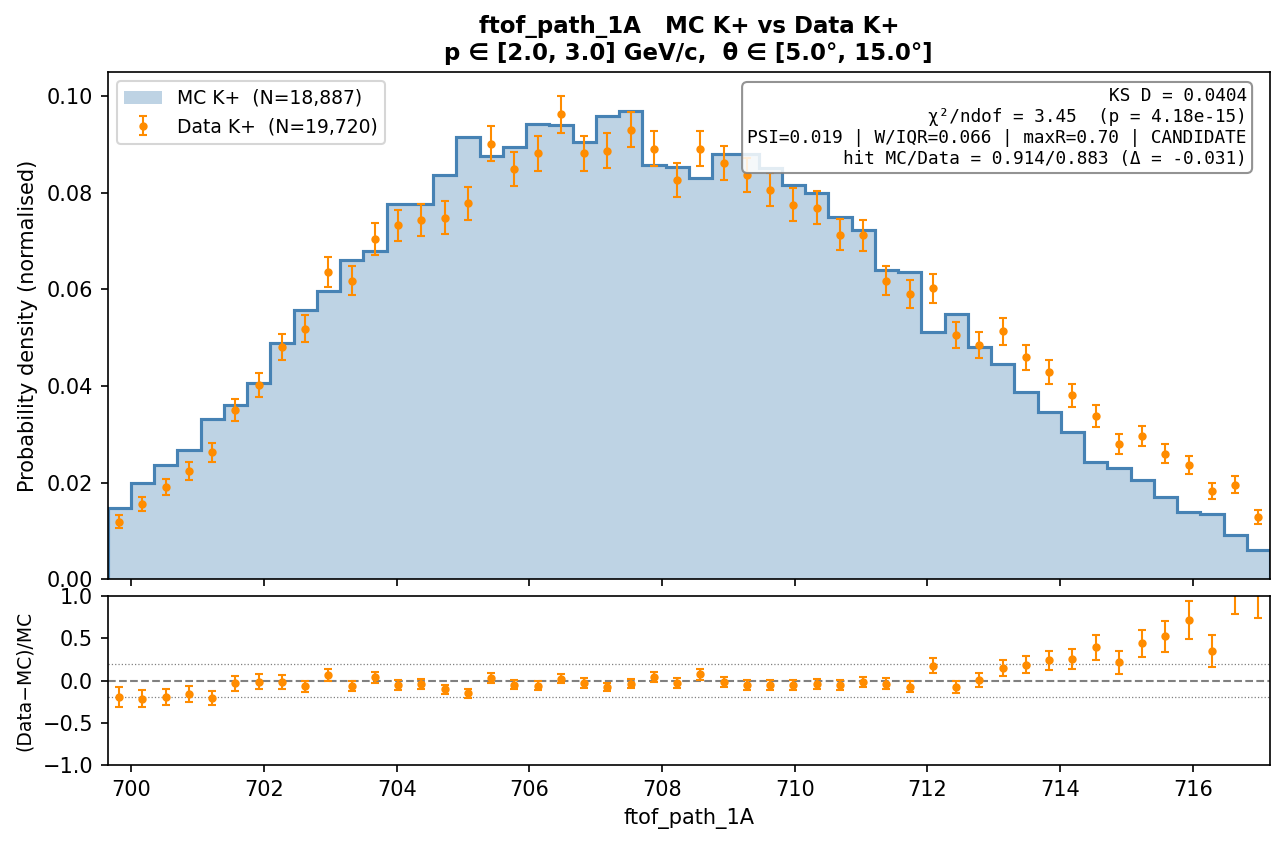 ftof_path_1A   MC K+ vs Data K+
p ∈ [2.0, 3.0] GeV/c,  θ ∈ [5.0°, 15.0°]
MC K+  (N=18,887)
Data K+  (N=19,720)
KS D = 0.0404
χ²/ndof = 3.45  (p = 4.18e-15)
PSI=0.019 | W/IQR=0.066 | maxR=0.70 | CANDIDATE
hit MC/Data = 0.914/0.883 (Δ = -0.031)
Probability density (normalised)
0.10
0.08
0.06
0.04
0.02
0.00
(Data−MC)/MC
1.0
0.5
0.0
−0.5
−1.0
700 702 704 706 708 710 712 714 716
ftof_path_1A